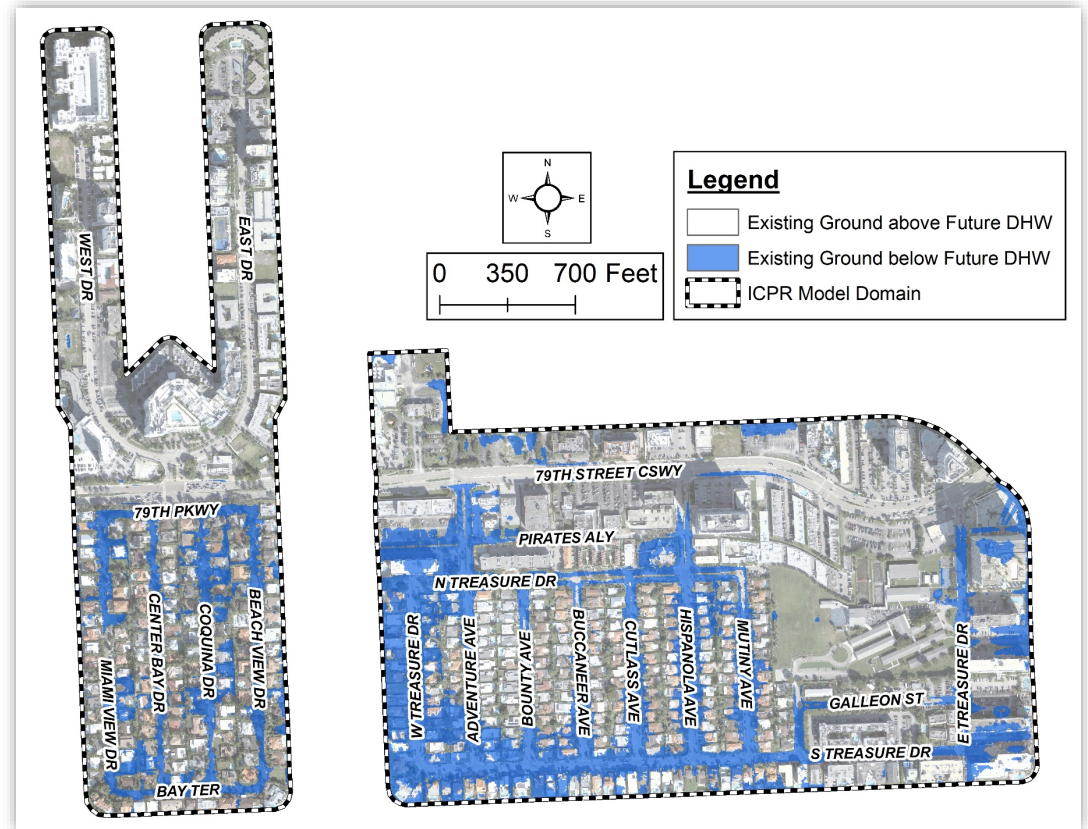 N
W E
S
0 350 700 Feet
Legend
Existing Ground above Future DHW
Existing Ground below Future DHW
ICPR Model Domain
WEST DR
EAST DR
79TH PKWY
MIAMI VIEW DR
CENTER BAY DR
COQUINA DR
BEACH VIEW DR
BAY TER
79TH STREET CSWY
PIRATES ALY
N TREASURE DR
W TREASURE DR
ADVENTURE AVE
BOUNTY AVE
BUCCANEER AVE
CUTLASS AVE
HISPANOLA AVE
MUTINY AVE
GALLEON ST
E TREASURE DR
S TREASURE DR